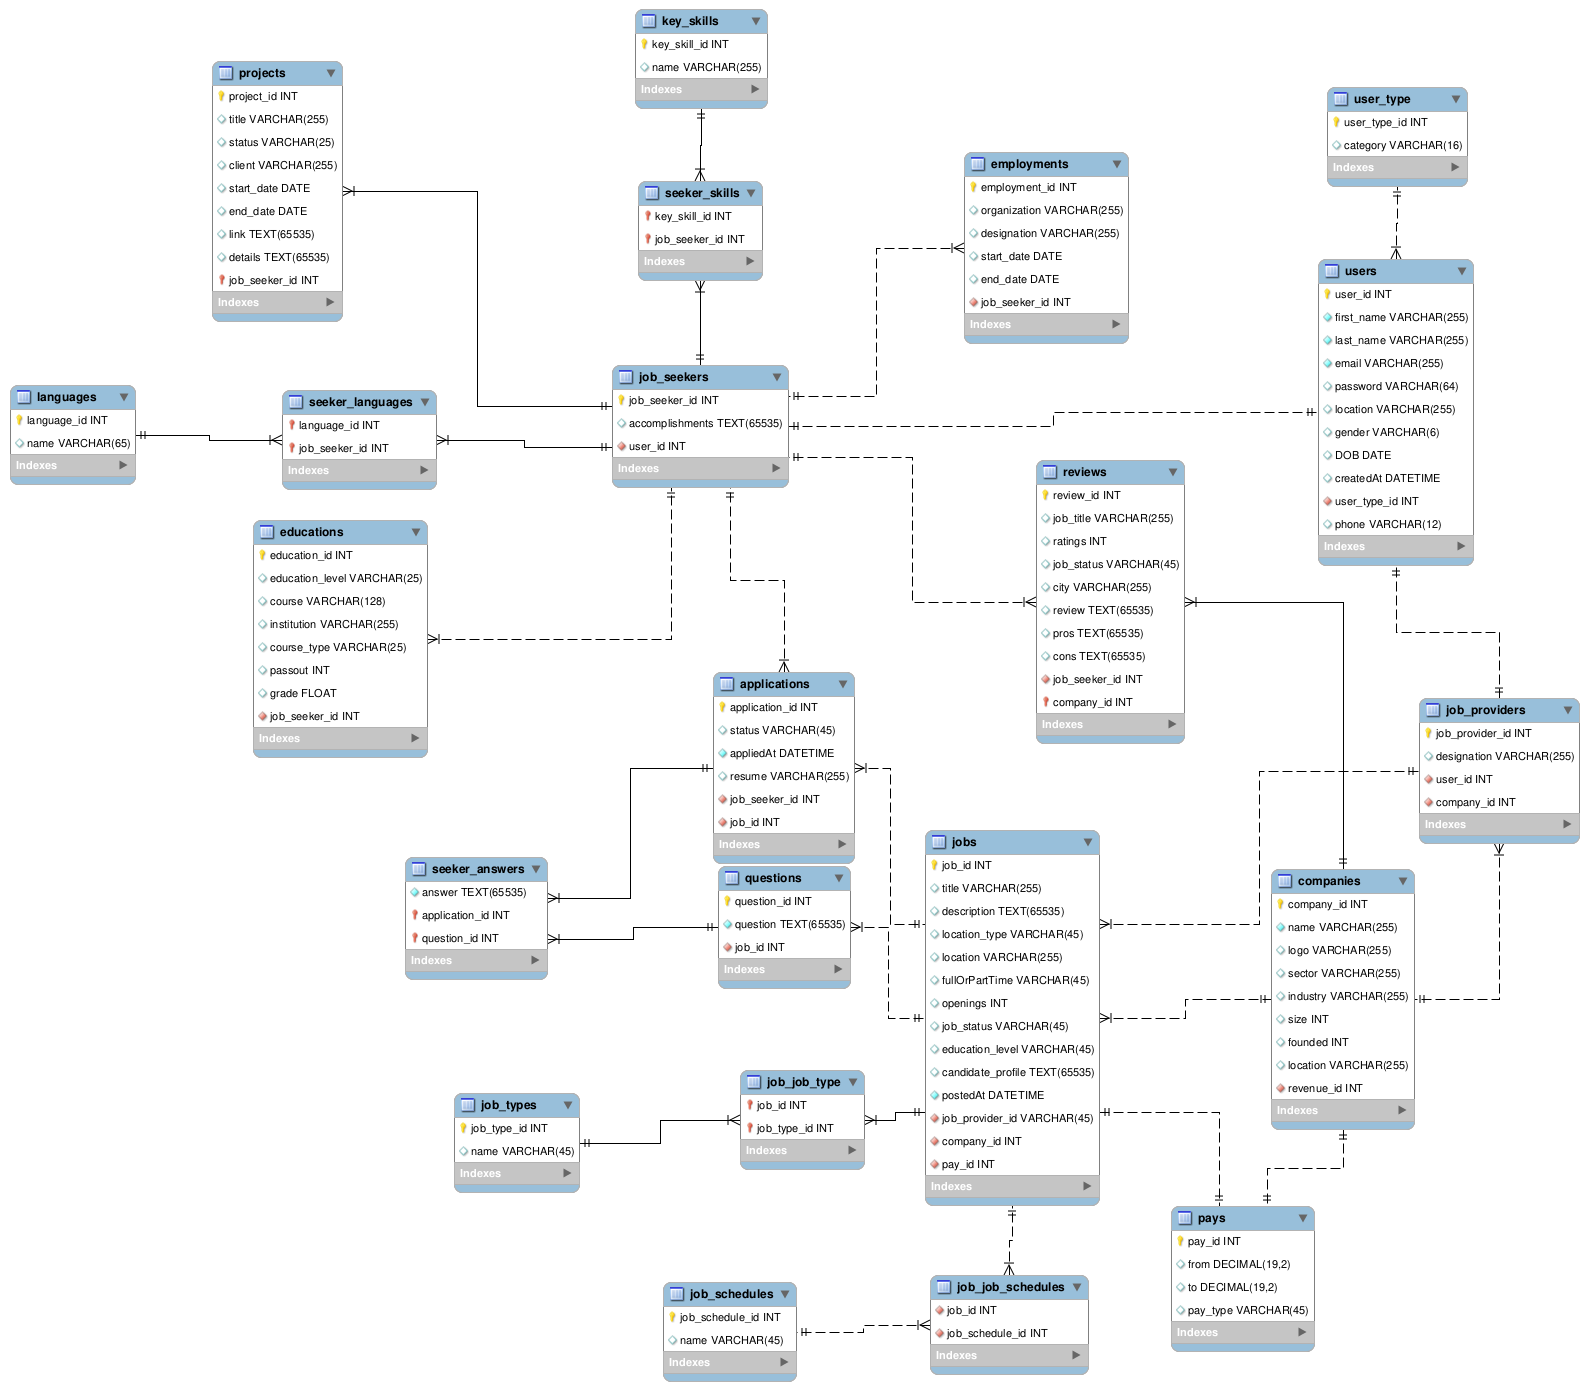 key_skills
key_skill_id INT
name VARCHAR(255)
Indexes
projects
project_id INT
title VARCHAR(255)
status VARCHAR(25)
client VARCHAR(255)
start_date DATE
end_date DATE
link TEXT(65535)
details TEXT(65535)
job_seeker_id INT
Indexes
user_type
user_type_id INT
category VARCHAR(16)
Indexes
seeker_skills
key_skill_id INT
job_seeker_id INT
Indexes
employments
employment_id INT
organization VARCHAR(255)
designation VARCHAR(255)
start_date DATE
end_date DATE
job_seeker_id INT
Indexes
users
user_id INT
first_name VARCHAR(255)
last_name VARCHAR(255)
email VARCHAR(255)
password VARCHAR(64)
location VARCHAR(255)
gender VARCHAR(6)
DOB DATE
createdAt DATETIME
user_type_id INT
phone VARCHAR(12)
Indexes
languages
language_id INT
name VARCHAR(65)
Indexes
seeker_languages
language_id INT
job_seeker_id INT
Indexes
job_seekers
job_seeker_id INT
accomplishments TEXT(65535)
user_id INT
Indexes
reviews
review_id INT
job_title VARCHAR(255)
ratings INT
job_status VARCHAR(45)
city VARCHAR(255)
review TEXT(65535)
pros TEXT(65535)
cons TEXT(65535)
job_seeker_id INT
company_id INT
Indexes
educations
education_id INT
education_level VARCHAR(25)
course VARCHAR(128)
institution VARCHAR(255)
course_type VARCHAR(25)
passout INT
grade FLOAT
job_seeker_id INT
Indexes
applications
application_id INT
status VARCHAR(45)
appliedAt DATETIME
resume VARCHAR(255)
job_seeker_id INT
job_id INT
Indexes
job_providers
job_provider_id INT
designation VARCHAR(255)
user_id INT
company_id INT
Indexes
seeker_answers
answer TEXT(65535)
application_id INT
question_id INT
Indexes
questions
question_id INT
question TEXT(65535)
job_id INT
Indexes
jobs
job_id INT
title VARCHAR(255)
description TEXT(65535)
location_type VARCHAR(45)
location VARCHAR(255)
fullOrPartTime VARCHAR(45)
openings INT
job_status VARCHAR(45)
education_level VARCHAR(45)
candidate_profile TEXT(65535)
postedAt DATETIME
job_provider_id VARCHAR(45)
company_id INT
pay_id INT
Indexes
companies
company_id INT
name VARCHAR(255)
logo VARCHAR(255)
sector VARCHAR(255)
industry VARCHAR(255)
size INT
founded INT
location VARCHAR(255)
revenue_id INT
Indexes
job_types
job_type_id INT
name VARCHAR(45)
Indexes
job_job_type
job_id INT
job_type_id INT
Indexes
pays
pay_id INT
from DECIMAL(19,2)
to DECIMAL(19,2)
pay_type VARCHAR(45)
Indexes
job_schedules
job_schedule_id INT
name VARCHAR(45)
Indexes
job_job_schedules
job_id INT
job_schedule_id INT
Indexes